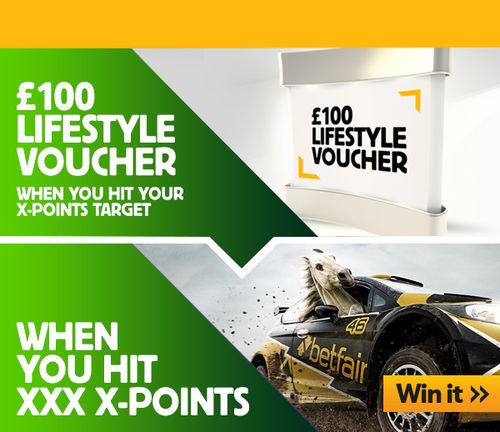 £100
LIFESTYLE
VOUCHER
WHEN YOU HIT YOUR
X-POINTS TARGET
£100
LIFESTYLE
VOUCHER
WHEN
YOU HIT
XXX X-POINTS
46
betfair
Win it >>